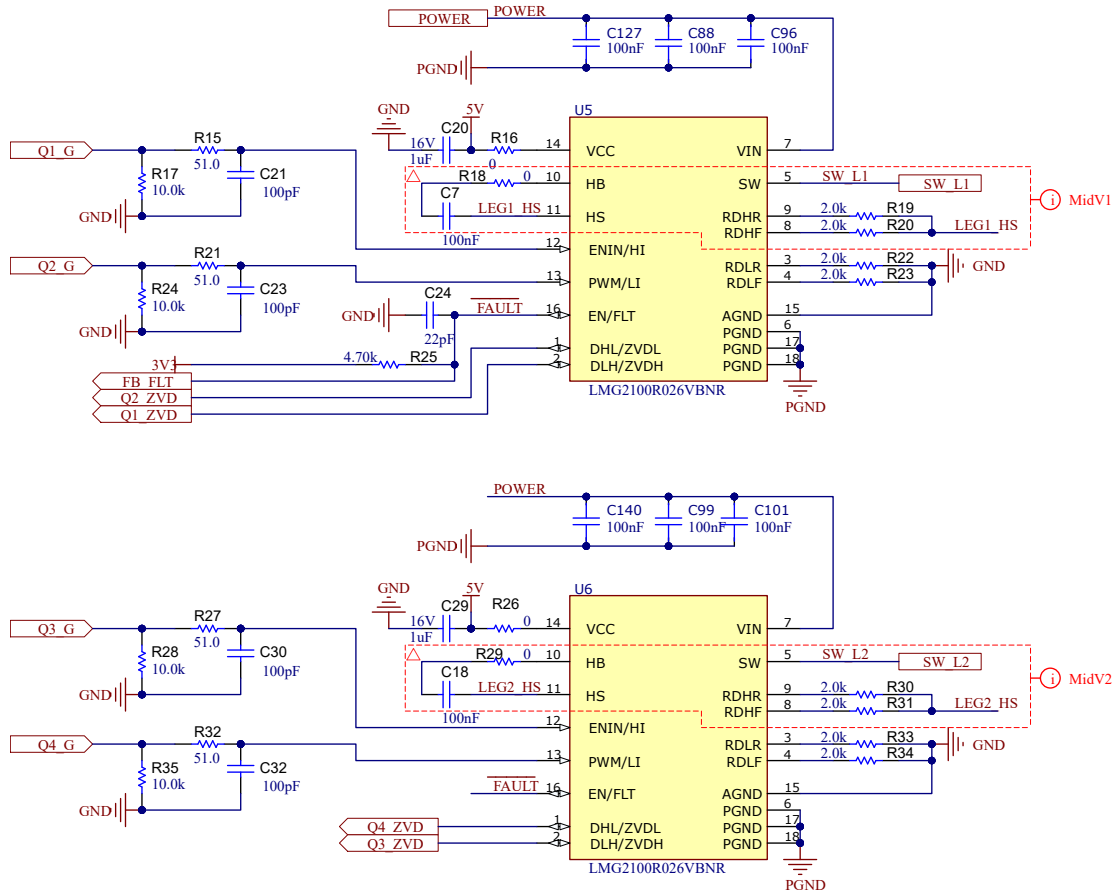 POWER POWER
C127 C88 C96
100nF 100nF 100nF
PGND
U5
GND 5V
C20 R16
16V 14 VCC VIN 7
1uF 0
Q1_G R15
51.0
R17 C21
10.0k 100pF
GND
R18 0 10 HB SW 5 SW_L1 SW_L1
C7 LEG1_HS 11 HS RDHR 9 2.0k R19
100nF RDHF 8 2.0k R20 LEG1_HS
MidV1
12 ENIN/HI
Q2_G R21
51.0
R24 C23
10.0k 100pF
GND
13 PWM/LI
RDLR 3 2.0k R22 GND
RDLF 4 2.0k R23
C24 FAULT
GND 16 EN/FLT AGND 15
22pF
PGND 6
1 DHL/ZVDL PGND 17
2 DLH/ZVDH PGND 18
3V3 4.70k R25
FB_FLT
Q2_ZVD
Q1_ZVD
LMG2100R026VBNR
PGND
POWER
C140 C99 C101
100nF 100nF 100nF
PGND
U6
GND 5V
C29 R26
16V 0 14 VCC VIN 7
1uF
Q3_G R27
51.0
R28 C30
10.0k 100pF
GND
R29 0 10 HB SW 5 SW_L2 SW_L2
C18 LEG2_HS 11 HS RDHR 9 2.0k R30
100nF RDHF 8 2.0k R31 LEG2_HS
MidV2
12 ENIN/HI
Q4_G R32
51.0
R35 C32
10.0k 100pF
GND
13 PWM/LI
RDLR 3 2.0k R33 GND
RDLF 4 2.0k R34
FAULT 16 EN/FLT AGND 15
PGND 6
Q4_ZVD 1 DHL/ZVDL PGND 17
Q3_ZVD 2 DLH/ZVDH PGND 18
LMG2100R026VBNR
PGND